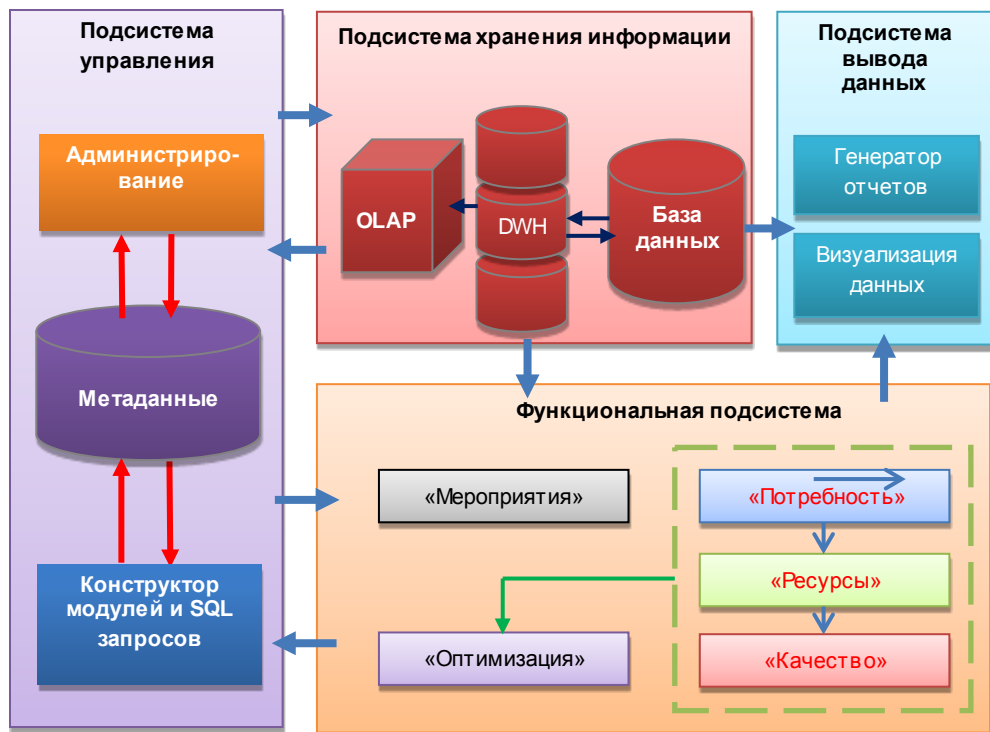 Подсистема
управления
Администриро-
вание
Метаданные
Конструктор
модулей и SQL
запросов
Подсистема хранения информации
OLAP
DWH
База
данных
Подсистема
вывода
данных
Генератор
отчетов
Визуализация
данных
Функциональная подсистема
«Мероприятия»
«Потребность»
«Ресурсы»
«Оптимизация»
«Качество»